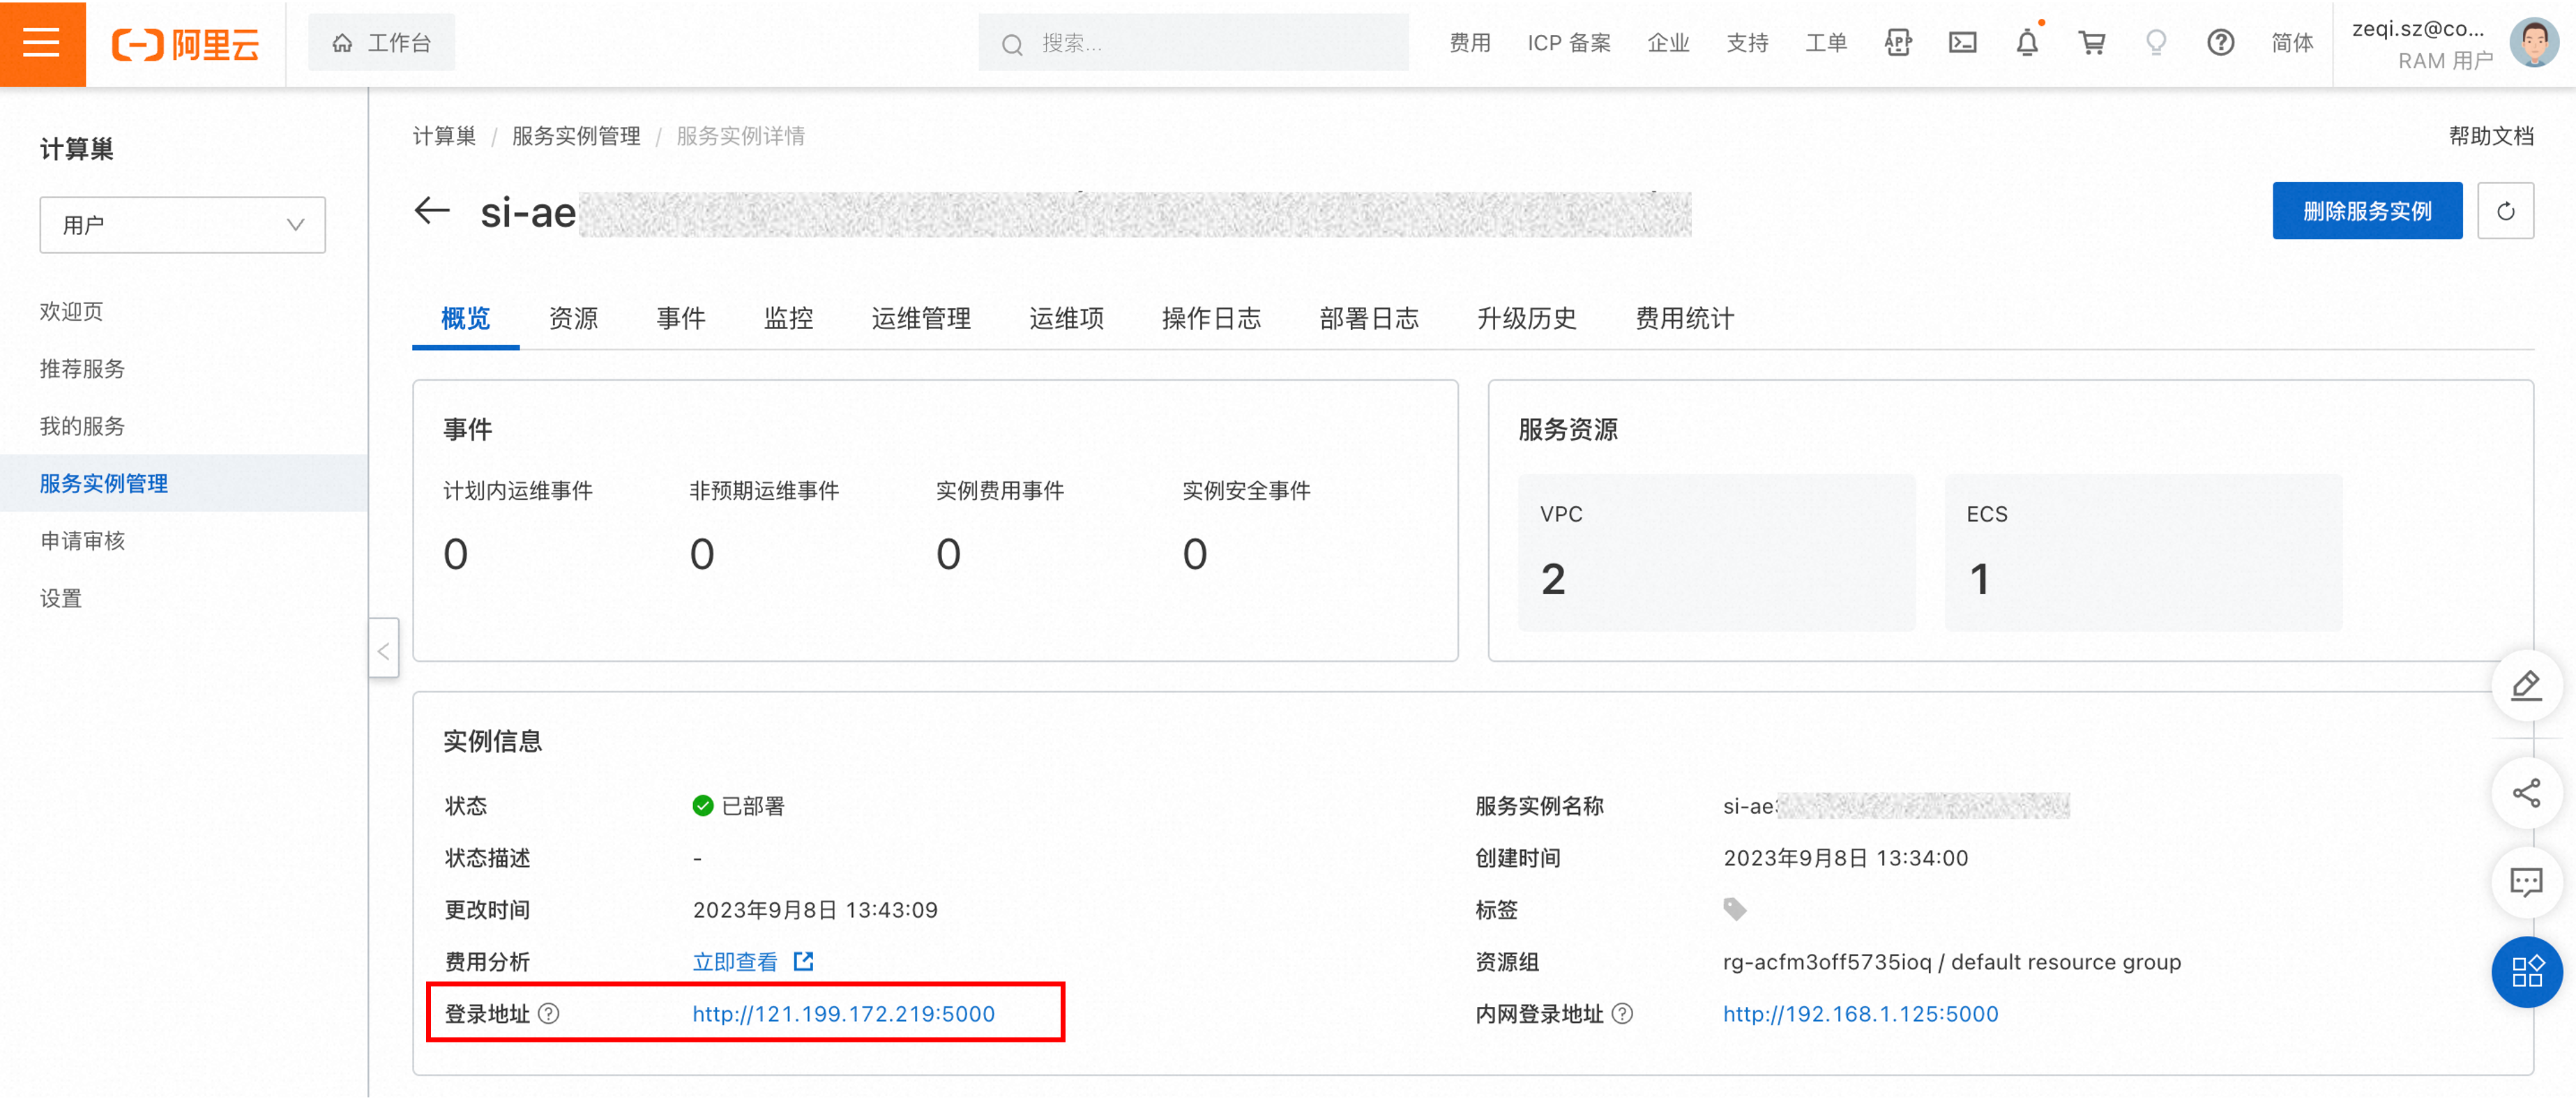 阿里云
工作台
搜索...
费用
ICP 备案
企业
支持
工单
APP
简体
zeqi.sz@co...
RAM 用户
计算巢
用户
欢迎页
推荐服务
我的服务
服务实例管理
申请审核
设置
计算巢 / 服务实例管理 / 服务实例详情
帮助文档
si-ae
删除服务实例
概览
资源
事件
监控
运维管理
运维项
操作日志
部署日志
升级历史
费用统计
事件
计划内运维事件
非预期运维事件
实例费用事件
实例安全事件
0
0
0
0
服务资源
VPC
ECS
2
1
实例信息
状态 已部署
服务实例名称 si-ae
状态描述 -
创建时间 2023年9月8日 13:34:00
更改时间 2023年9月8日 13:43:09
标签
费用分析 立即查看
资源组 rg-acfm3off5735ioq / default resource group
登录地址 http://121.199.172.219:5000
内网登录地址 http://192.168.1.125:5000